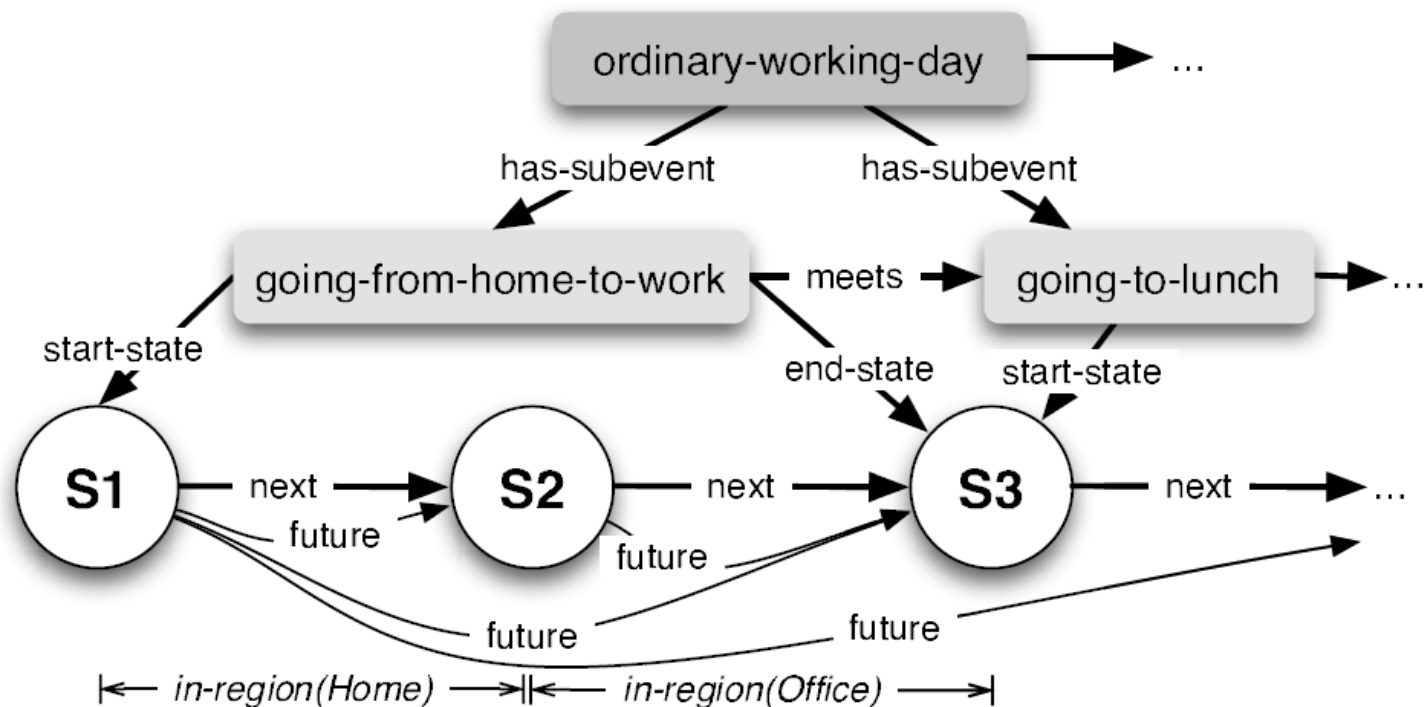 ordinary-working-day
...
has-subevent
has-subevent
going-from-home-to-work
meets
going-to-lunch
...
start-state
end-state
start-state
S1
next
S2
next
S3
next
...
future
future
future
future
in-region(Home)
in-region(Office)